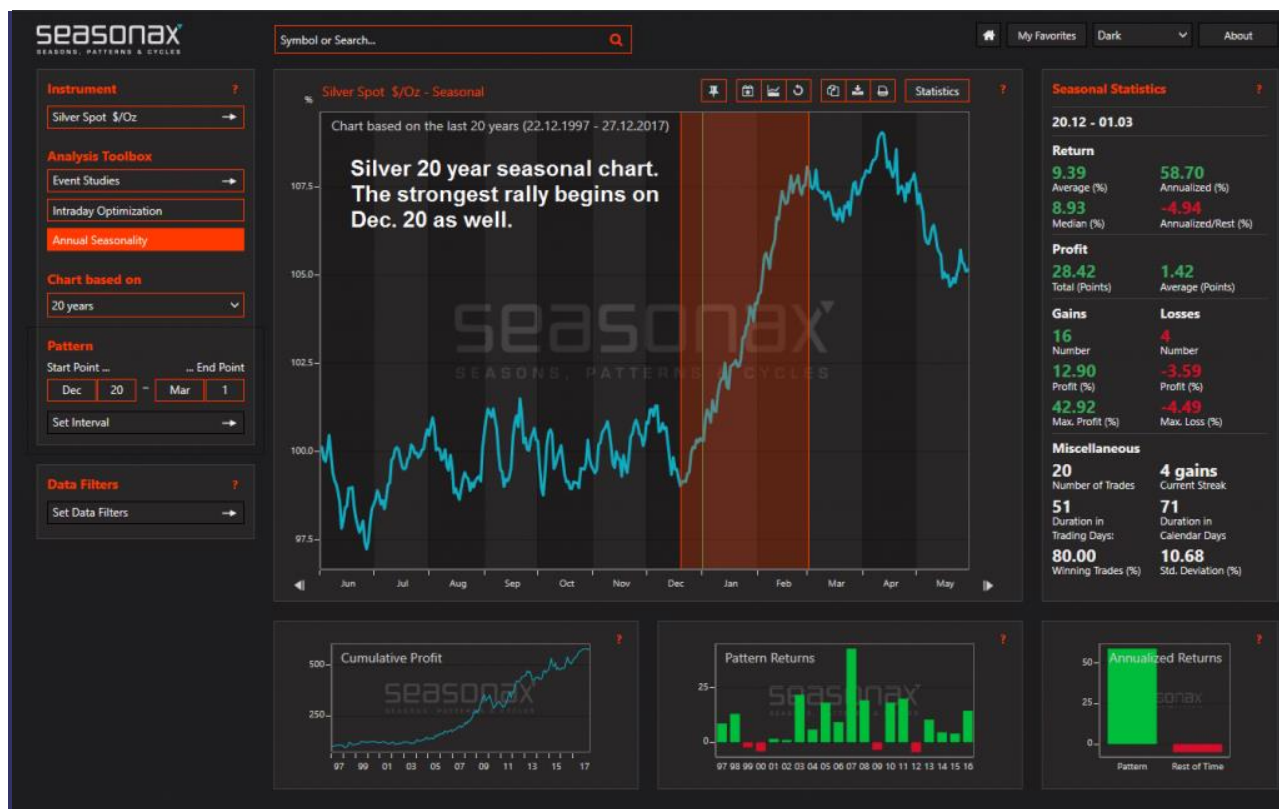 seasonax
SEASONS, PATTERNS & CYCLES
Symbol or Search...
My Favorites
Dark
About
Instrument
?
Silver Spot $/Oz
Analysis Toolbox
Event Studies
Intraday Optimization
Annual Seasonality
Chart based on
20 years
Pattern
Start Point ...
... End Point
Dec 20 – Mar 1
Set Interval
Data Filters
?
Set Data Filters
%
Silver Spot $/Oz - Seasonal
Statistics
?
Chart based on the last 20 years (22.12.1997 - 27.12.2017)
Silver 20 year seasonal chart.
The strongest rally begins on
Dec. 20 as well.
107.5
105.0
102.5
100.0
97.5
seasonax
SEASONS, PATTERNS & CYCLES
Jun Jul Aug Sep Oct Nov Dec Jan Feb Mar Apr May
Seasonal Statistics
?
20.12 - 01.03
Return
9.39 58.70
Average (%) Annualized (%)
8.93 -4.94
Median (%) Annualized/Rest (%)
Profit
28.42 1.42
Total (Points) Average (Points)
Gains Losses
16 4
Number Number
12.90 -3.59
Profit (%) Profit (%)
42.92 -4.49
Max. Profit (%) Max. Loss (%)
Miscellaneous
20 4 gains
Number of Trades Current Streak
51 71
Duration in Duration in
Trading Days: Calendar Days
80.00 10.68
Winning Trades (%) Std. Deviation (%)
?
Cumulative Profit
500
250
seasonax
97 99 01 03 05 07 09 11 13 15 17
?
Pattern Returns
25
0
seasonax
97 98 99 00 01 02 03 04 05 06 07 08 09 10 11 12 13 14 15 16
?
Annualized Returns
50
25
0
sonax
Pattern Rest of Time